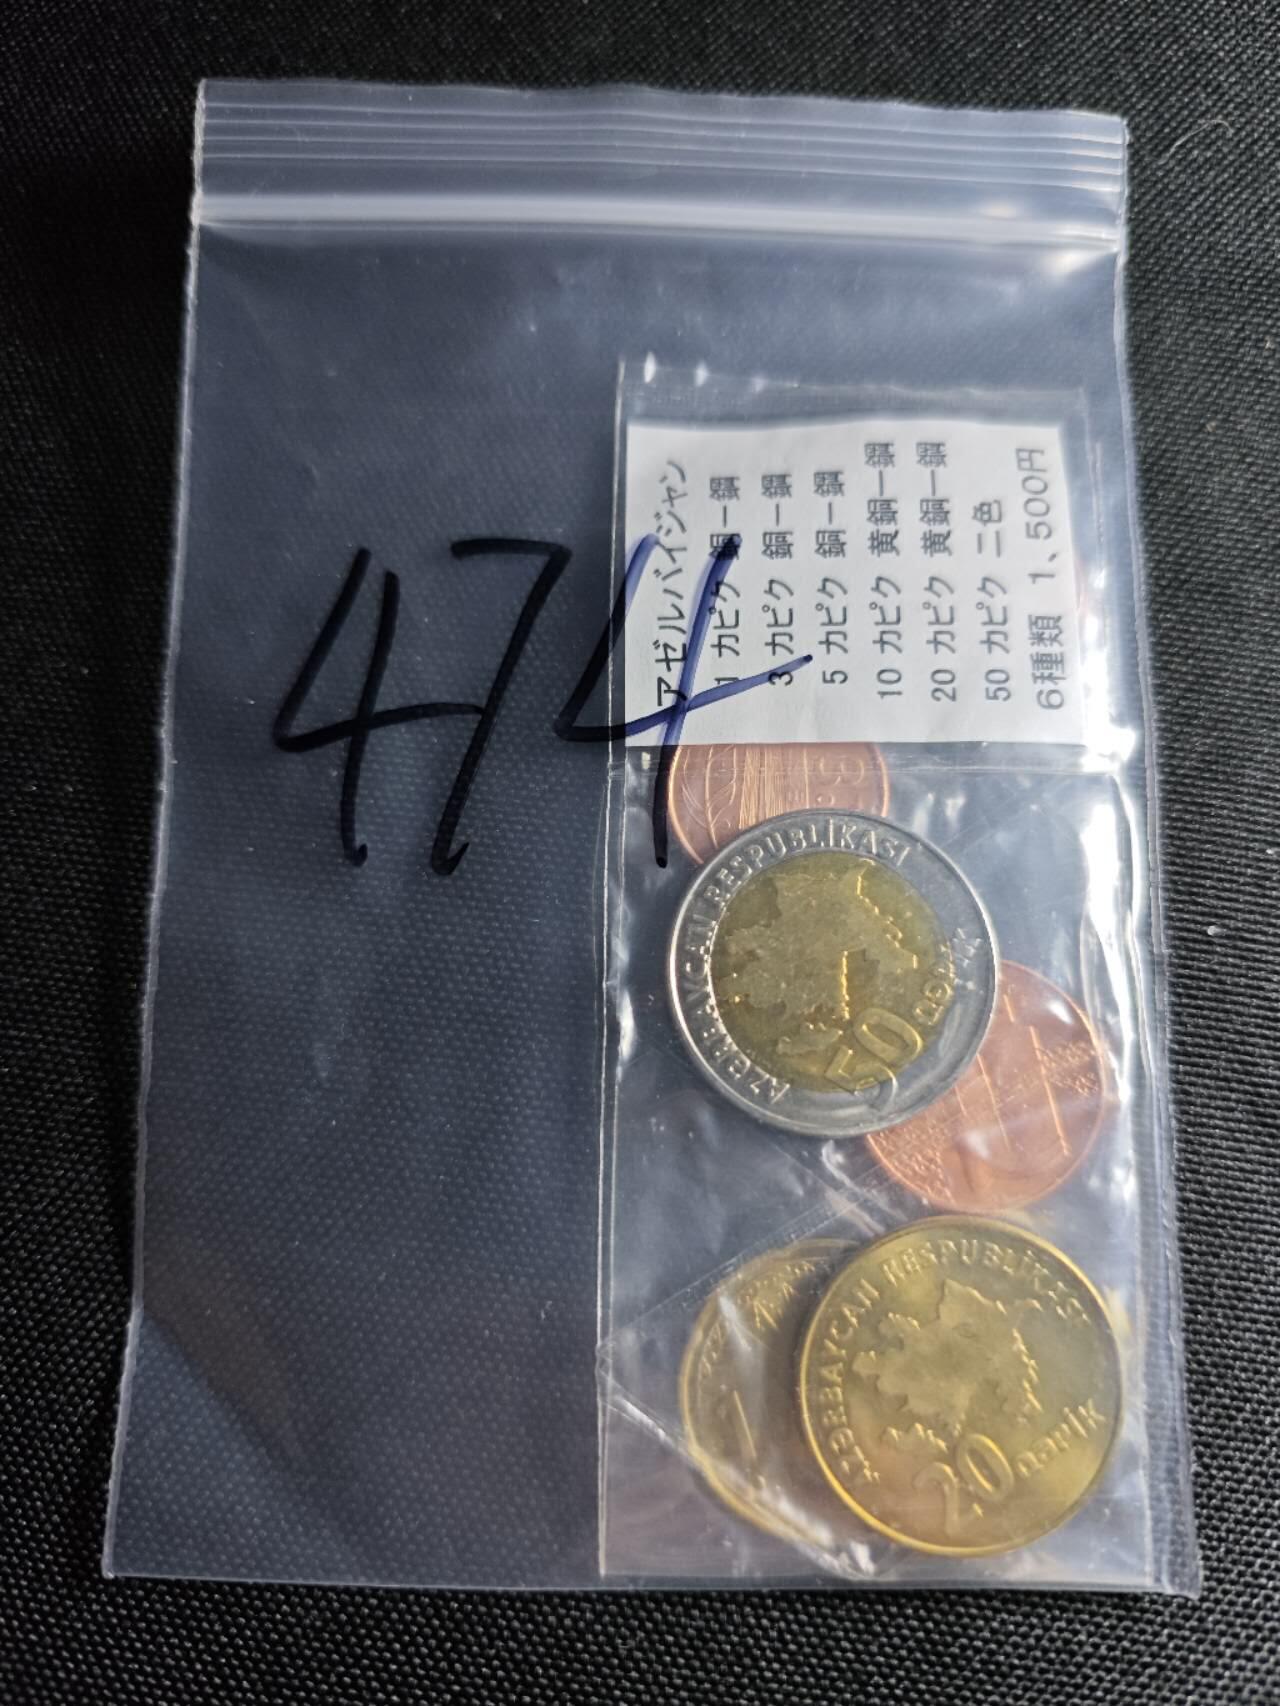 474
アゼルバイジャン
1 カピク 銅ー鋼
3 カピク 銅ー鋼
5 カピク 銅ー鋼
10 カピク 黄銅ー鋼
20 カピク 黄銅ー鋼
50 カピク 二色
6種類 1、500円
AZƏRBAYCAN RESPUBLİKASI
50 qəpik
AZƏRBAYCAN RESPUBLİKASI
20 qəpik